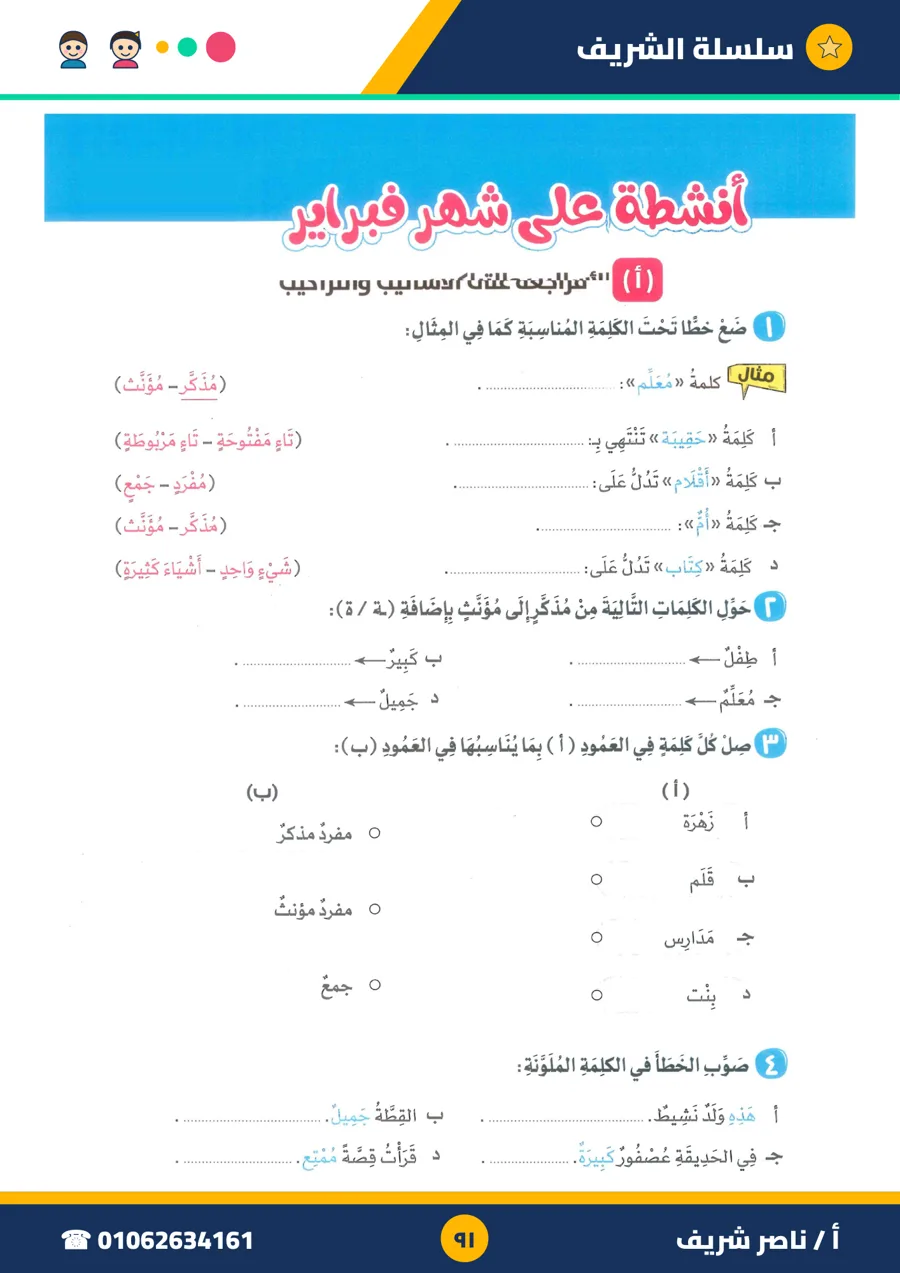 سلسلة الشريف
أنشطة على شهر فبراير
(أ)
١ ضَعْ خطًّا تَحْتَ الكَلِمَةِ المُناسِبَةِ كَمَا فِي المِثَالِ:
مثال كلمةُ «مُعَلِّم»: .............................. . (مُذَكَّر – مُؤَنَّث)
أ كَلِمَةُ «حَقِيبَة» تَنْتَهِي بِـ: .............................. . (تَاءٍ مَفْتُوحَةٍ – تَاءٍ مَرْبُوطَةٍ)
ب كَلِمَةُ «أَقْلَام» تَدُلُّ عَلَى: .............................. . (مُفْرَدٍ – جَمْعٍ)
جـ كَلِمَةُ «أُمٌّ»: .............................. . (مُذَكَّر – مُؤَنَّث)
د كَلِمَةُ «كِتَاب» تَدُلُّ عَلَى: .............................. . (شَيْءٍ وَاحِدٍ – أَشْيَاءَ كَثِيرَةٍ)
٢ حَوِّلِ الكَلِمَاتِ التَّالِيَةَ مِنْ مُذَكَّرٍ إِلَى مُؤَنَّثٍ بِإِضَافَةِ (ـة / ة):
أ طِفْلٌ ← .............................. . ب كَبِيرٌ ← .............................. .
جـ مُعَلِّمٌ ← .............................. . د جَمِيلٌ ← .............................. .
٣ صِلْ كُلَّ كَلِمَةٍ فِي العَمُودِ (أ) بِمَا يُنَاسِبُهَا فِي العَمُودِ (ب):
(أ) (ب)
أ زَهْرَة
مفردٌ مذكرٌ
ب قَلَم
مفردٌ مؤنثٌ
جـ مَدَارِس
جمعٌ
د بِنْت
٤ صَوِّبِ الخَطَأَ في الكلِمَةِ المُلَوَّنَةِ:
أ هَذِهِ وَلَدٌ نَشِيطٌ. .............................. . ب القِطَّةُ جَمِيلٌ. .............................. .
جـ فِي الحَدِيقَةِ عُصْفُورٌ كَبِيرَةٌ. .............................. . د قَرَأْتُ قِصَّةً مُمْتِع. .............................. .
أ / ناصر شريف
٩١
☎ 01062634161